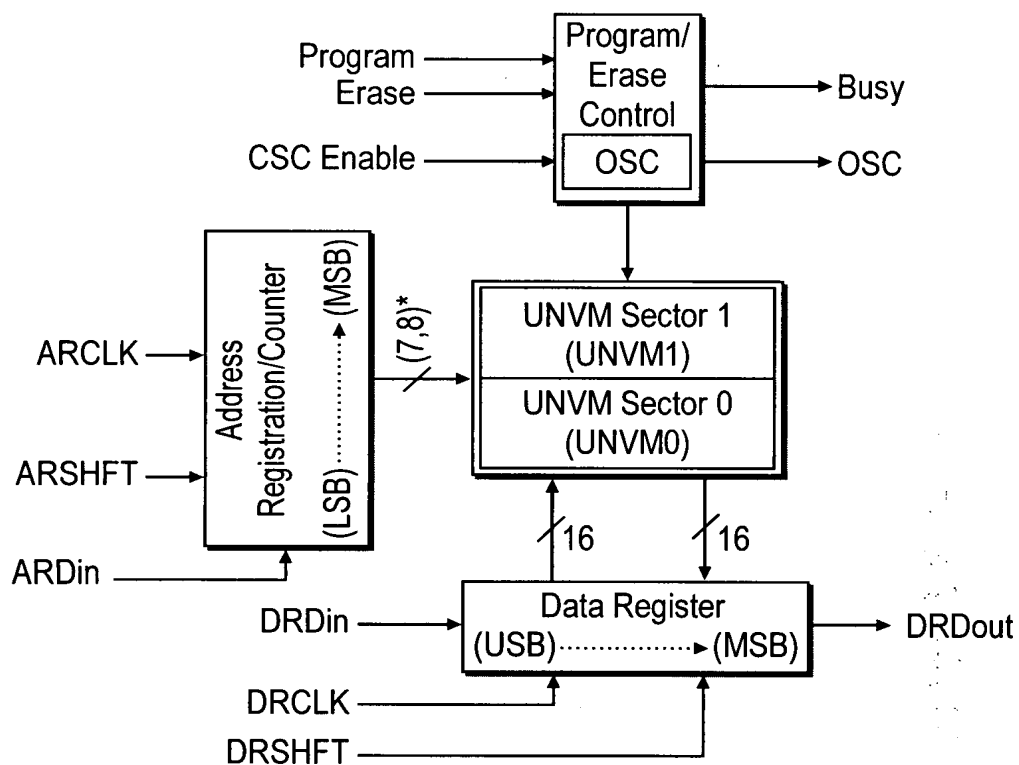 Program
Erase
CSC Enable
Program/
Erase
Control
OSC
Busy
OSC
ARCLK
ARSHFT
ARDin
Address
Registration/Counter
(LSB)
(MSB)
(7,8)*
UNVM Sector 1
(UNVM1)
UNVM Sector 0
(UNVM0)
16
16
DRDin
Data Register
(USB)
(MSB)
DRDout
DRCLK
DRSHFT